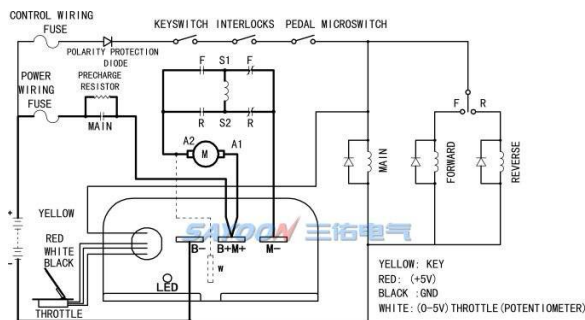 CONTROL WIRING
FUSE
KEYSWITCH INTERLOCKS PEDAL MICROSWITCH
POLARITY PROTECTION
DIODE
POWER
WIRING
FUSE
PRECHARGE
RESISTOR
MAIN
F S1 F
R S2 R
A2 M A1
F R
MAIN
FORWARD
REVERSE
+
-
YELLOW
RED
WHITE
BLACK
THROTTLE
LED
SAYOON 三佑电气
B- B+M+ M-
W
YELLOW: KEY
RED: (+5V)
BLACK :GND
WHITE: (0-5V) THROTTLE (POTENTIOMETER)